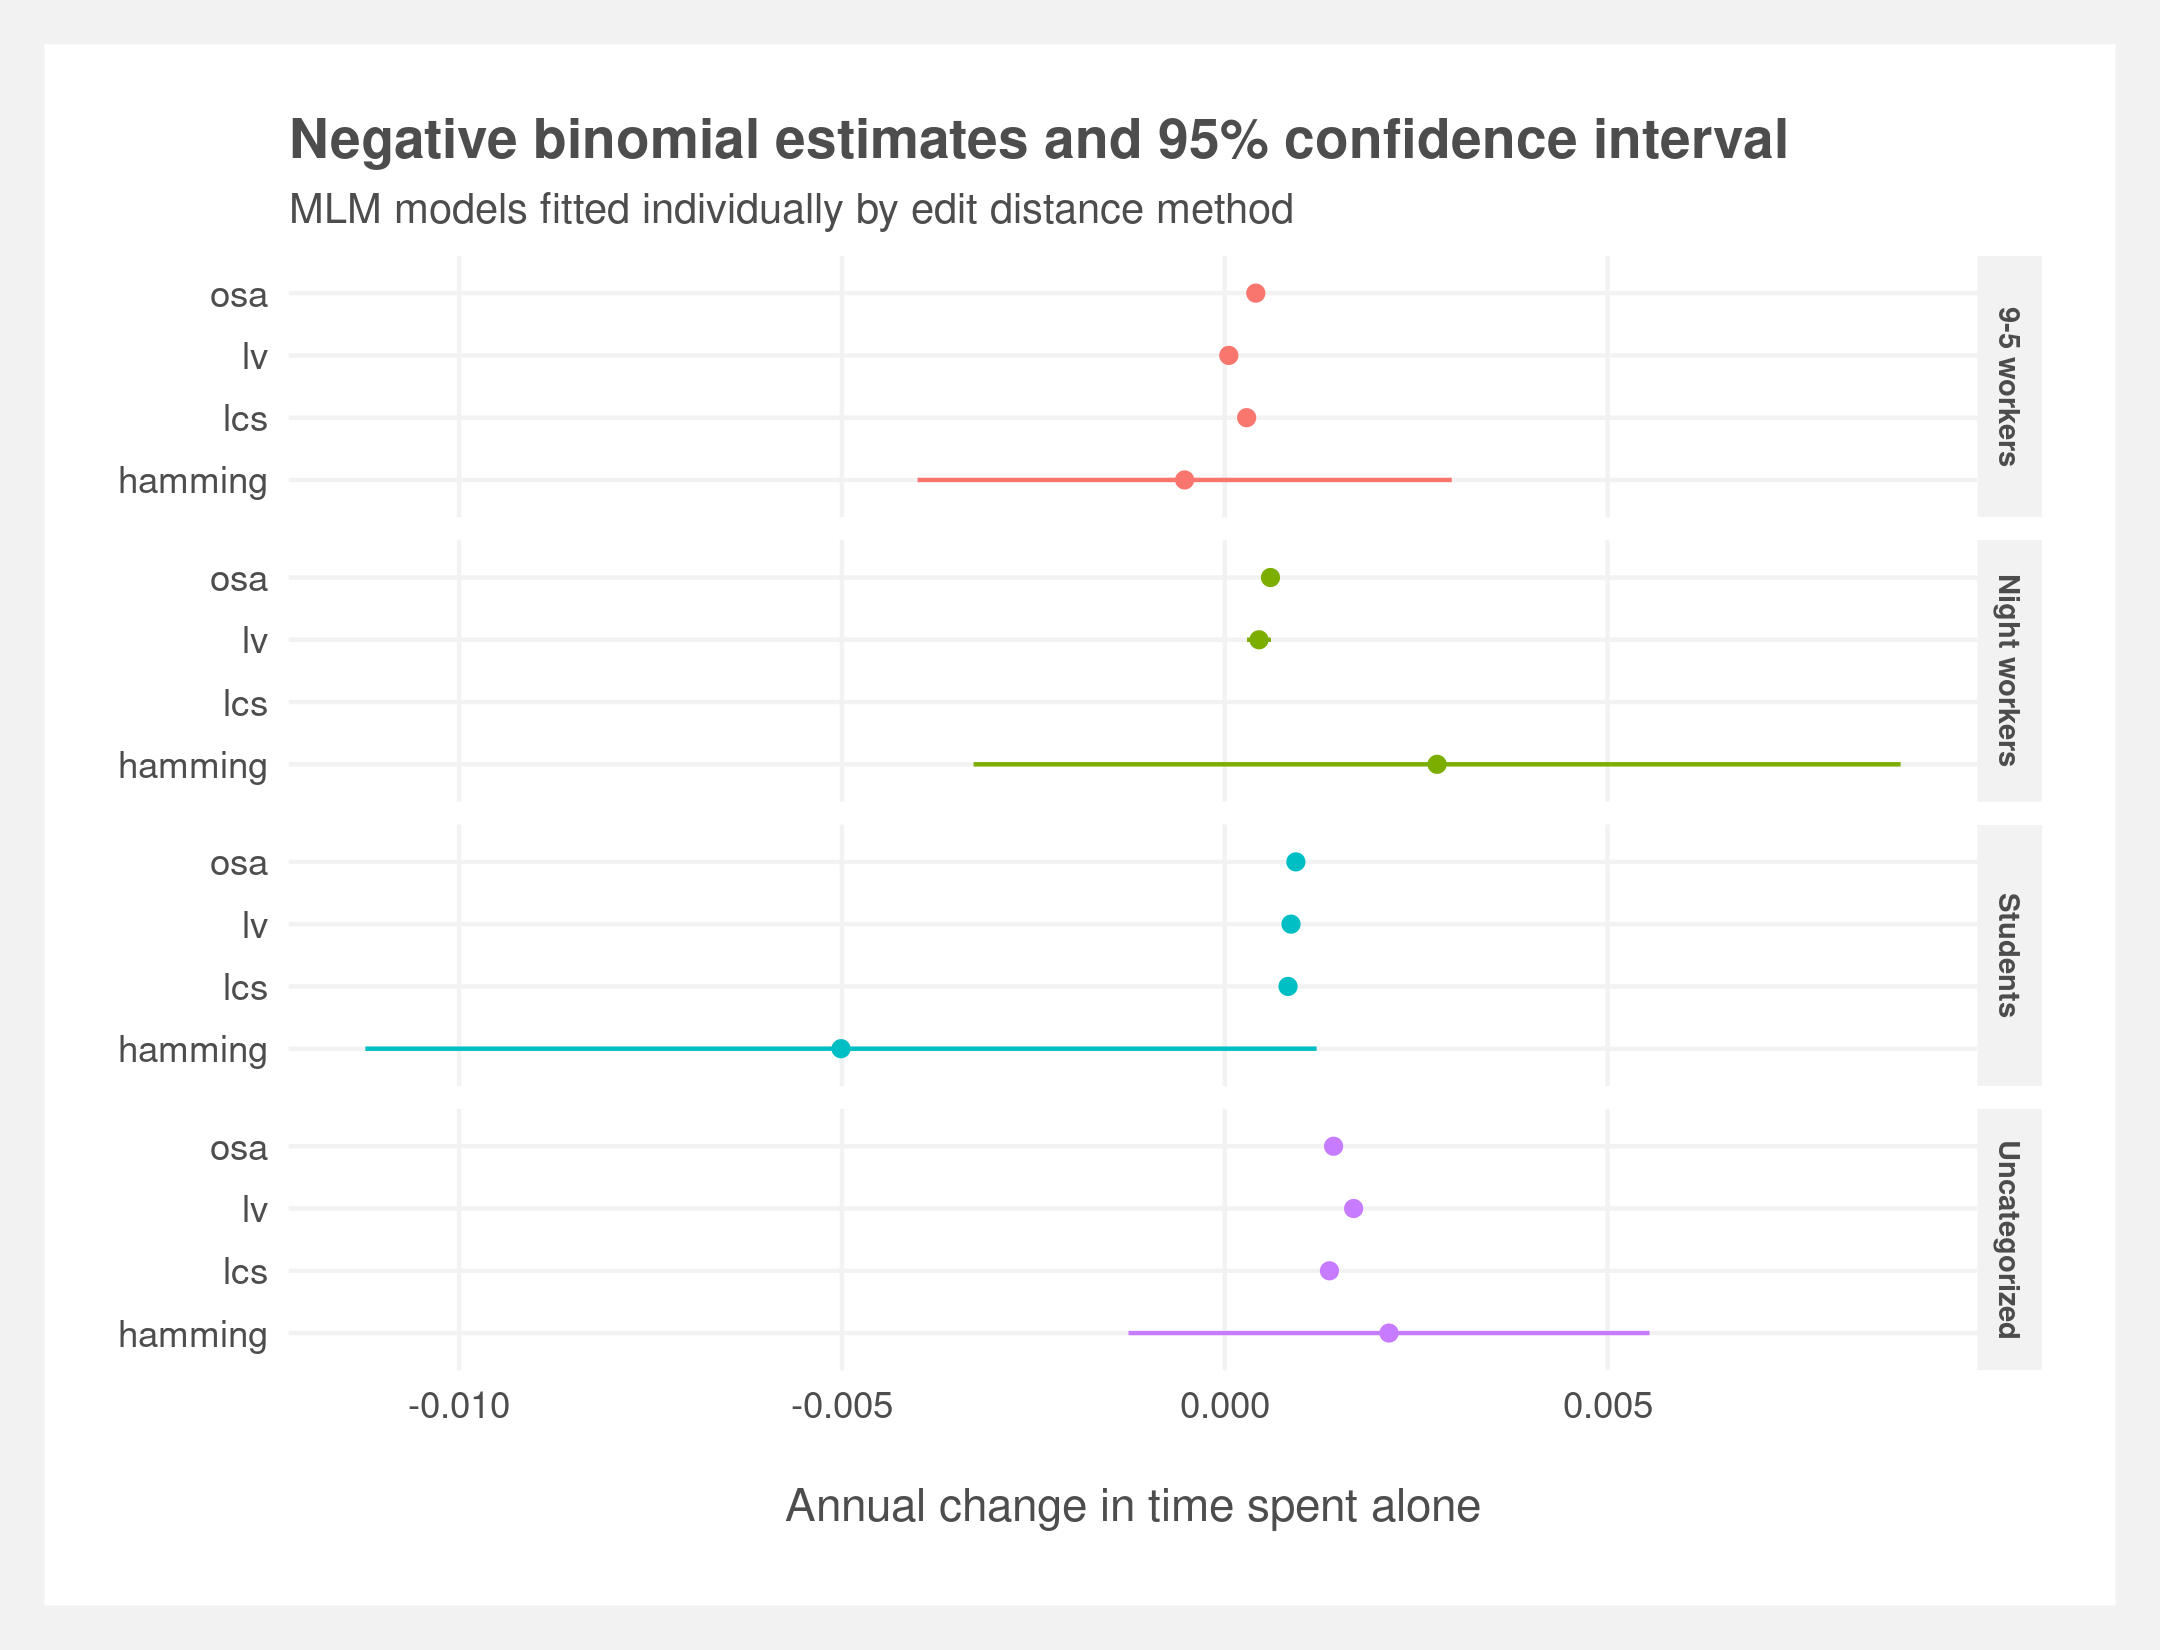 Negative binomial estimates and 95% confidence interval
MLM models fitted individually by edit distance method
osa
lv
lcs
hamming
9-5 workers
osa
lv
lcs
hamming
Night workers
osa
lv
lcs
hamming
Students
osa
lv
lcs
hamming
Uncategorized
-0.010
-0.005
0.000
0.005
Annual change in time spent alone